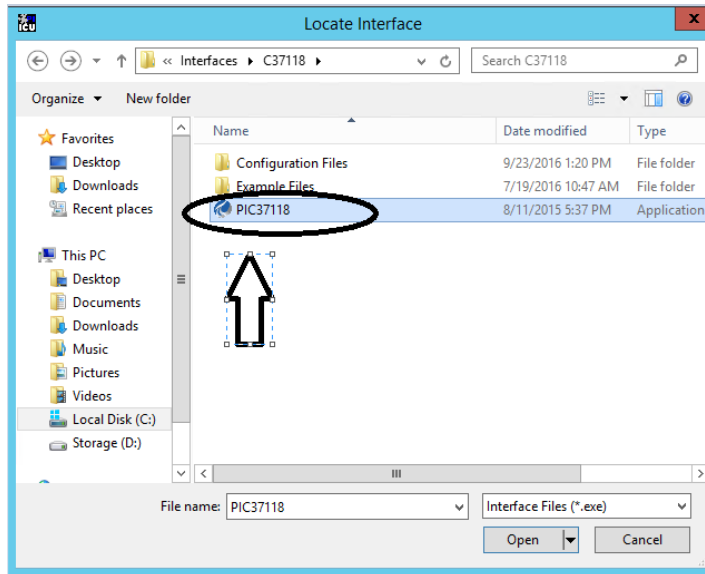 ICU
Locate Interface
x
« Interfaces C37118
Search C37118
Organize New folder
Name Date modified Type
Favorites
Desktop
Downloads
Recent places
This PC
Desktop
Documents
Downloads
Music
Pictures
Videos
Local Disk (C:)
Storage (D:)
Configuration Files 9/23/2016 1:20 PM File folder
Example Files 7/19/2016 10:47 AM File folder
PIC37118 8/11/2015 5:37 PM Application
File name: PIC37118 Interface Files (*.exe)
Open Cancel